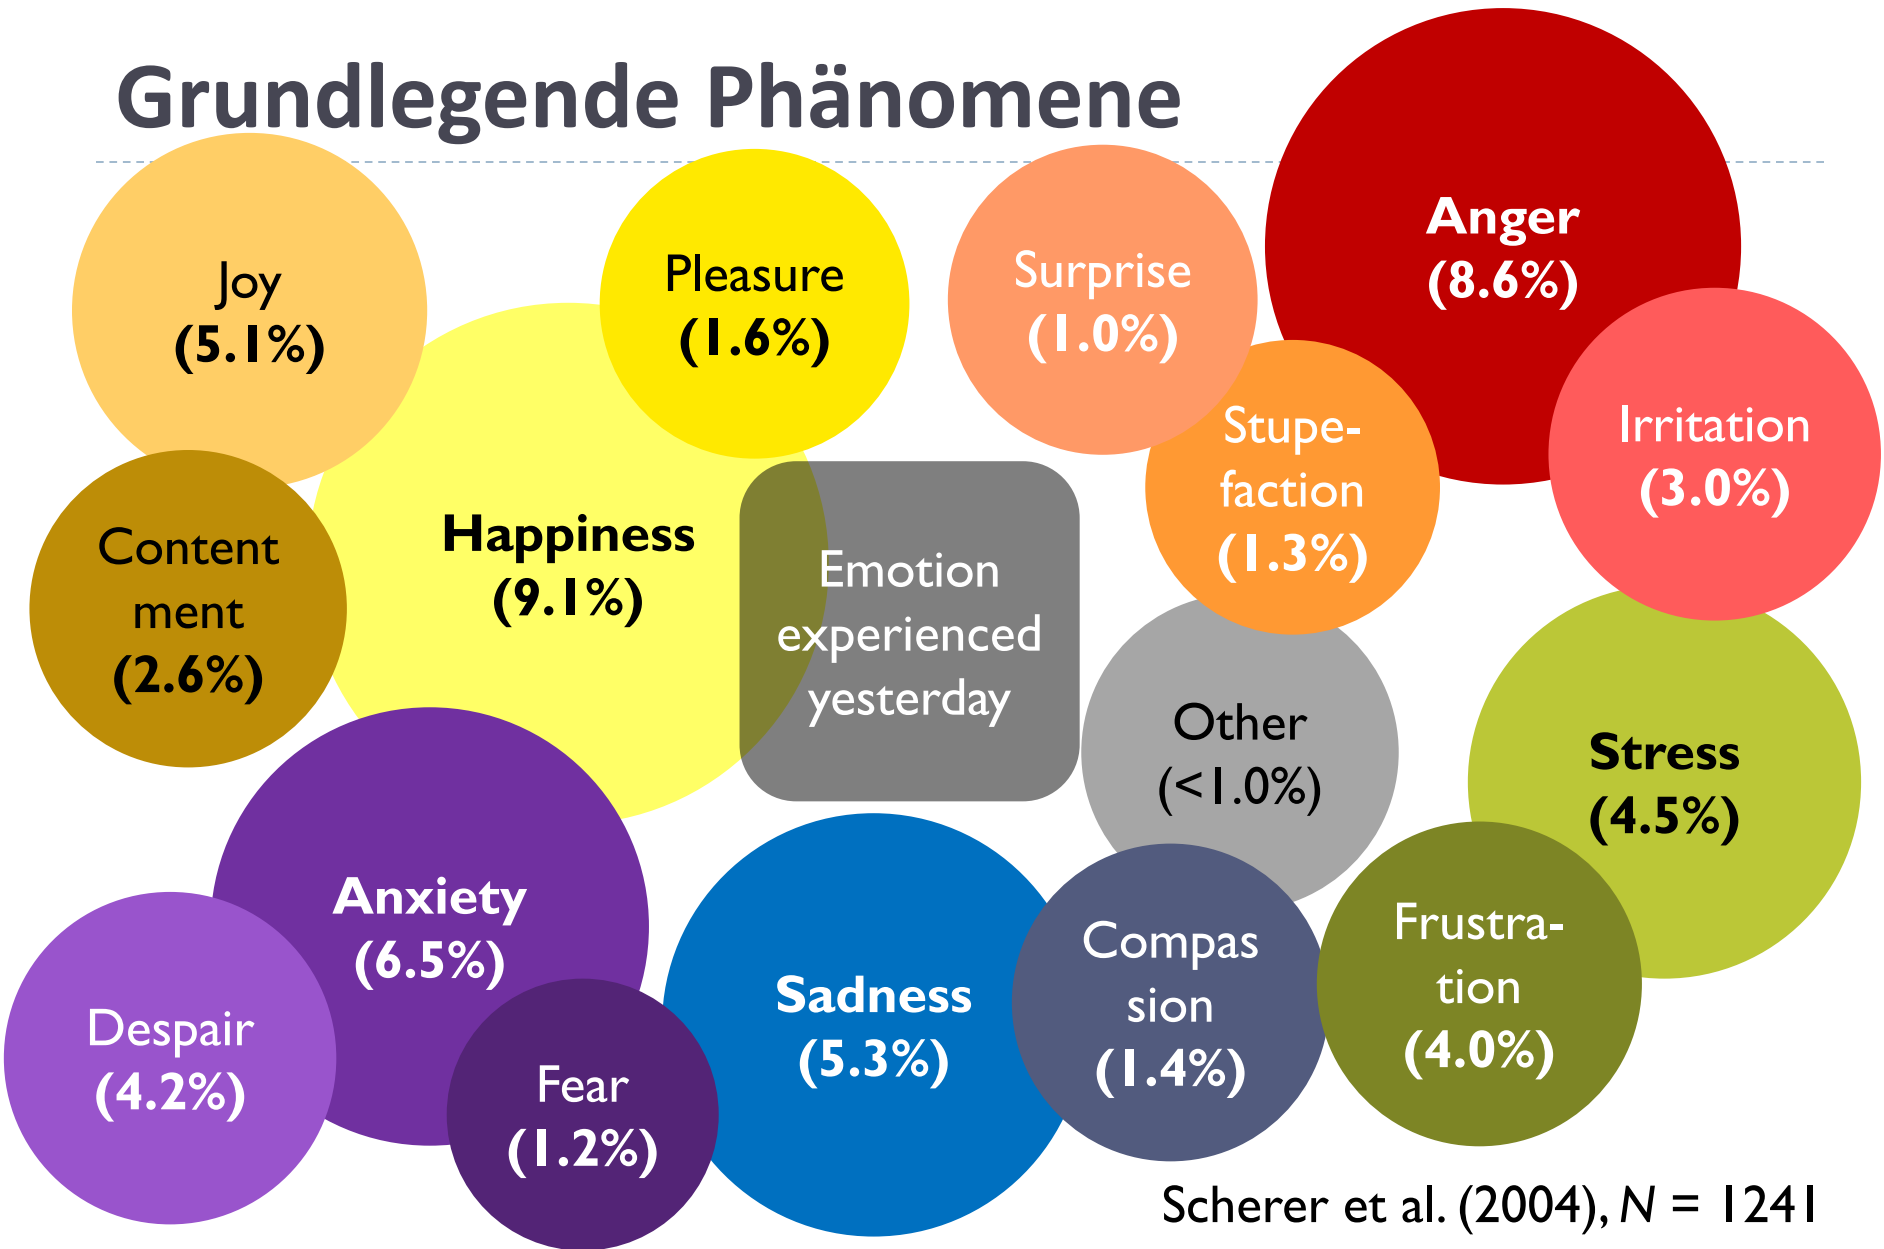 Grundlegende Phänomene
Joy
(5.1%)
Pleasure
(1.6%)
Surprise
(1.0%)
Anger
(8.6%)
Content
ment
(2.6%)
Happiness
(9.1%)
Emotion
experienced
yesterday
Stupe-
faction
(1.3%)
Irritation
(3.0%)
Other
(<1.0%)
Stress
(4.5%)
Anxiety
(6.5%)
Despair
(4.2%)
Fear
(1.2%)
Sadness
(5.3%)
Compas
sion
(1.4%)
Frustra-
tion
(4.0%)
Scherer et al. (2004), N = 1241